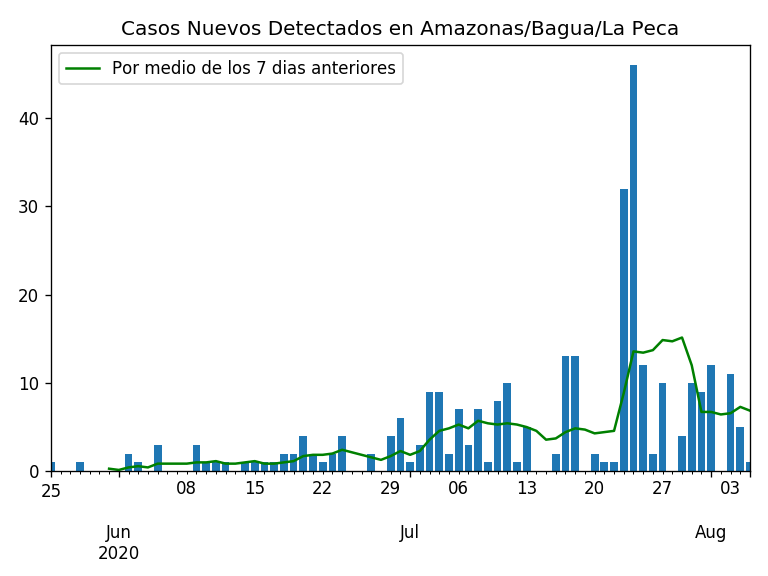 Casos Nuevos Detectados en Amazonas/Bagua/La Peca
Por medio de los 7 dias anteriores
40
30
20
10
0
25 08 15 22 29 06 13 20 27 03
Jun Jul Aug
2020